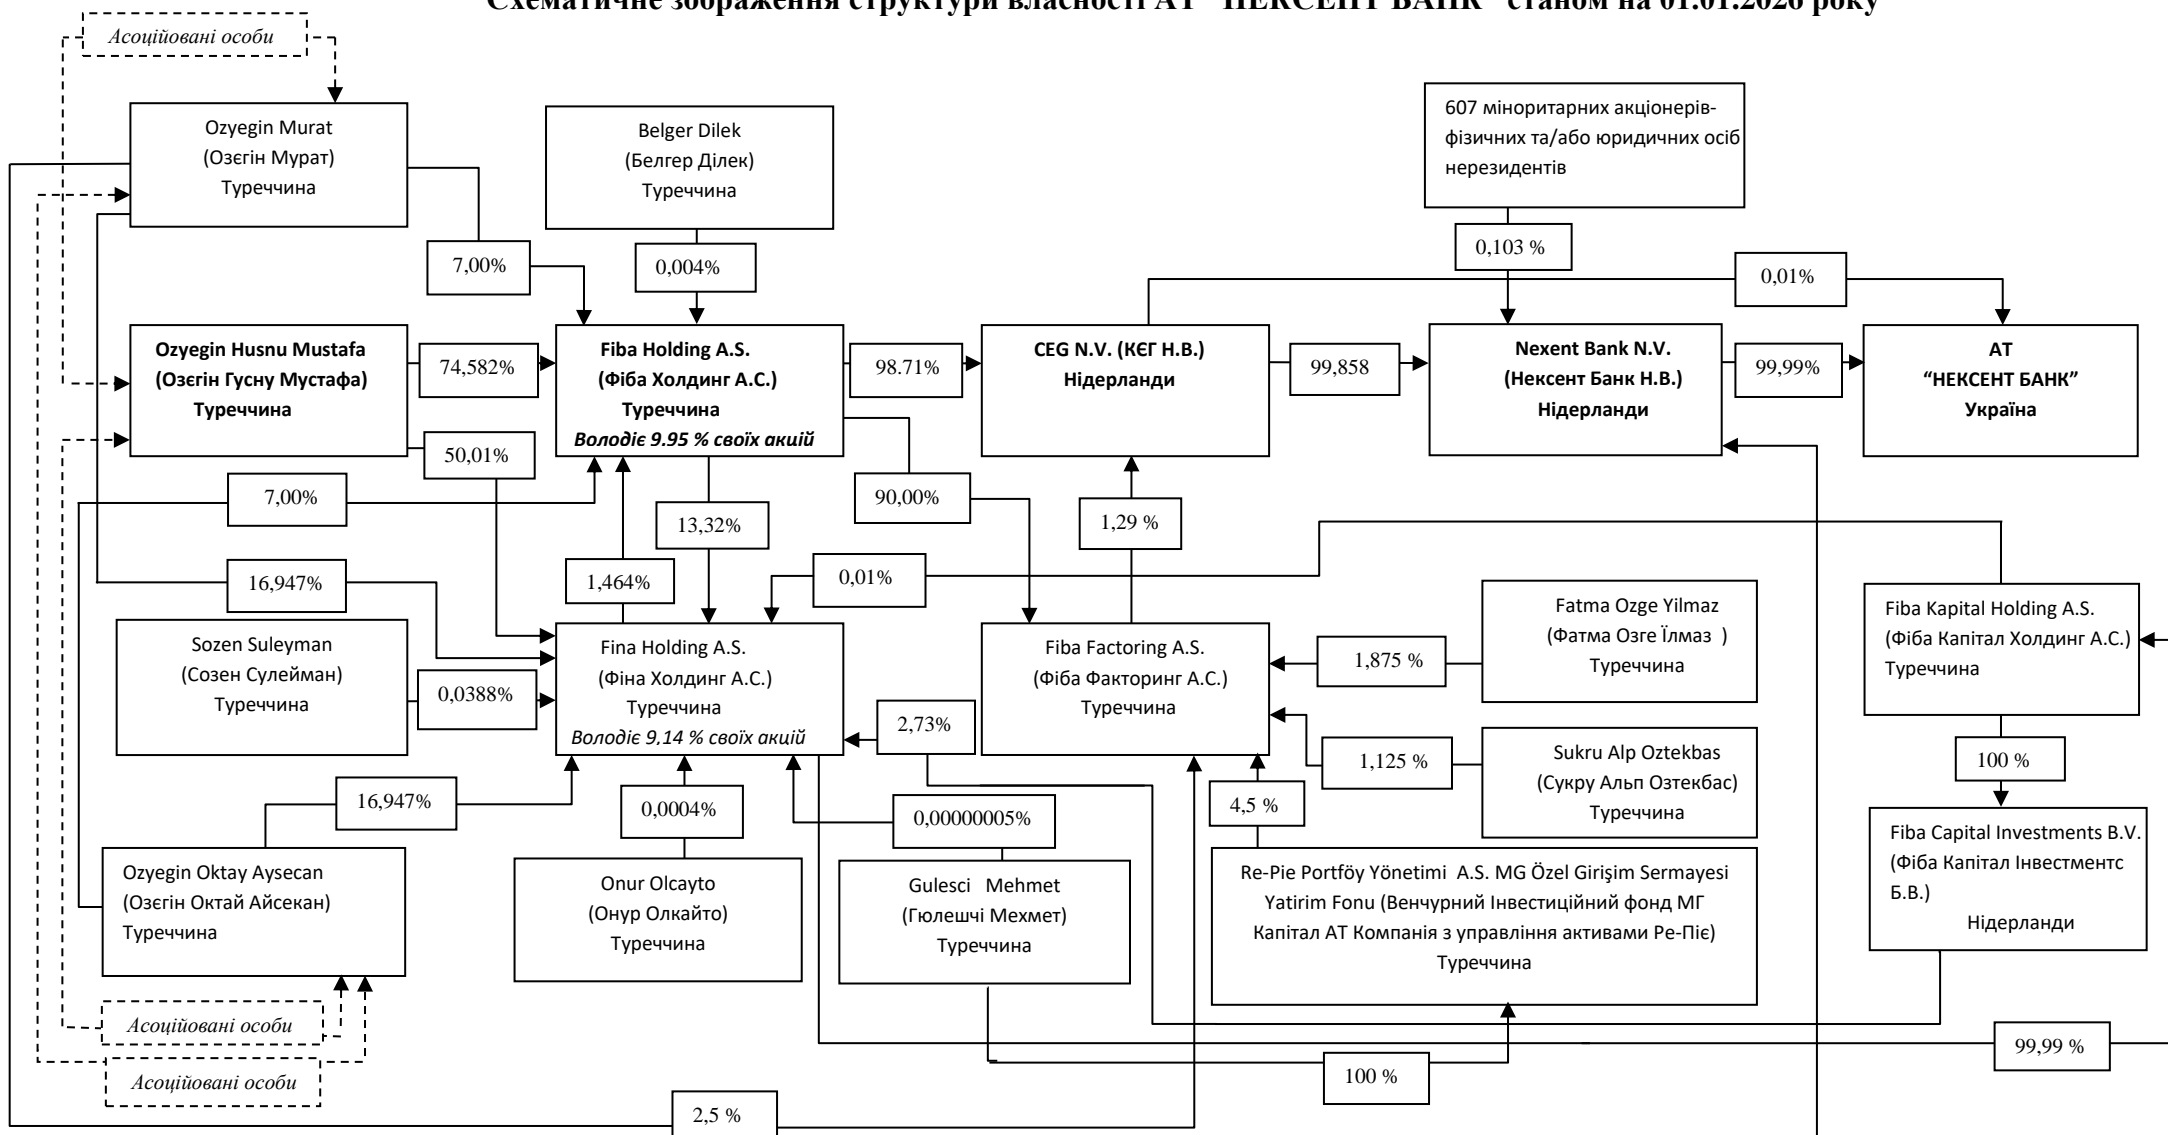 Схематичне зображення структури власності АТ "НЕКСЕНТ БАНК" станом на 01.01.2026 року
Асоційовані особи
Ozyegin Murat
(Озєгін Мурат)
Туреччина
Belger Dilek
(Белгер Ділек)
Туреччина
607 міноритарних акціонерів-
фізичних та/або юридичних осіб
нерезидентів
7,00%
0,004%
0,103 %
0,01%
Ozyegin Husnu Mustafa
(Озєгін Гусну Мустафа)
Туреччина
74,582%
Fiba Holding A.S.
(Фіба Холдинг А.С.)
Туреччина
Володіє 9.95 % своїх акцій
98.71%
CEG N.V. (КЄГ Н.В.)
Нідерланди
99,858
Nexent Bank N.V.
(Нексент Банк Н.В.)
Нідерланди
99,99%
АТ
“НЕКСЕНТ БАНК”
Україна
50,01%
7,00%
13,32%
90,00%
1,29 %
16,947%
1,464%
0,01%
Sozen Suleyman
(Созен Сулейман)
Туреччина
0,0388%
Fina Holding A.S.
(Фіна Холдинг А.С.)
Туреччина
Володіє 9,14 % своїх акцій
2,73%
Fiba Factoring A.S.
(Фіба Факторинг А.С.)
Туреччина
1,875 %
Fatma Ozge Yilmaz
(Фатма Озге Їлмаз )
Туреччина
Fiba Kapital Holding A.S.
(Фіба Капітал Холдинг А.С.)
Туреччина
1,125 %
Sukru Alp Oztekbas
(Сукру Альп Озтекбас)
Туреччина
100 %
16,947%
0,0004%
0,00000005%
4,5 %
Ozyegin Oktay Aysecan
(Озєгін Октай Айсекан)
Туреччина
Onur Olcayto
(Онур Олкайто)
Туреччина
Gulesci Mehmet
(Гюлешчі Мехмет)
Туреччина
Re-Pie Portföy Yönetimi A.S. MG Özel Girişim Sermayesi
Yatirim Fonu (Венчурний Інвестиційний фонд МГ
Капітал АТ Компанія з управління активами Ре-Піє)
Туреччина
Fiba Capital Investments B.V.
(Фіба Капітал Інвестментс
Б.В.)
Нідерланди
Асоційовані особи
Асоційовані особи
99,99 %
100 %
2,5 %